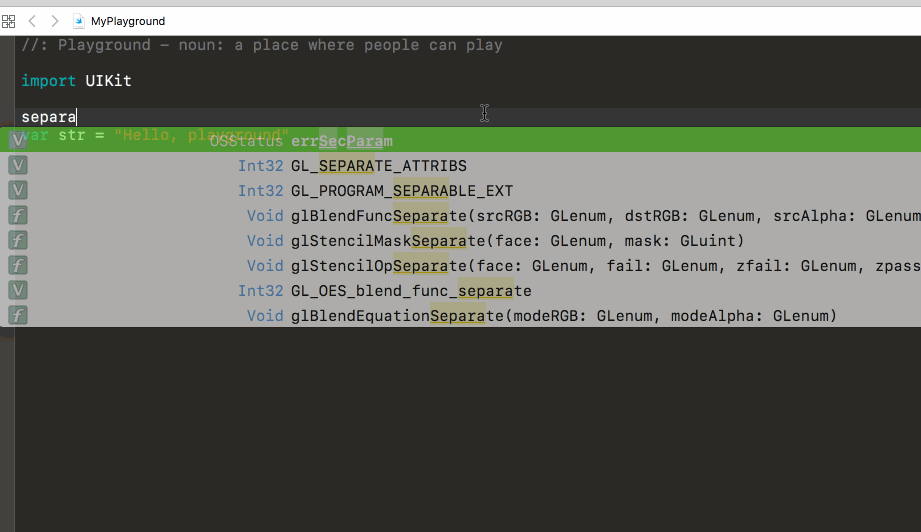 MyPlayground
//: Playground – noun: a place where people can play
import UIKit
separa
var str = "Hello, playground"
V OSStatus errSecParam
V Int32 GL_SEPARATE_ATTRIBS
V Int32 GL_PROGRAM_SEPARABLE_EXT
f Void glBlendFuncSeparate(srcRGB: GLenum, dstRGB: GLenum, srcAlpha: GLenum
f Void glStencilMaskSeparate(face: GLenum, mask: GLuint)
f Void glStencilOpSeparate(face: GLenum, fail: GLenum, zfail: GLenum, zpass
V Int32 GL_OES_blend_func_separate
f Void glBlendEquationSeparate(modeRGB: GLenum, modeAlpha: GLenum)